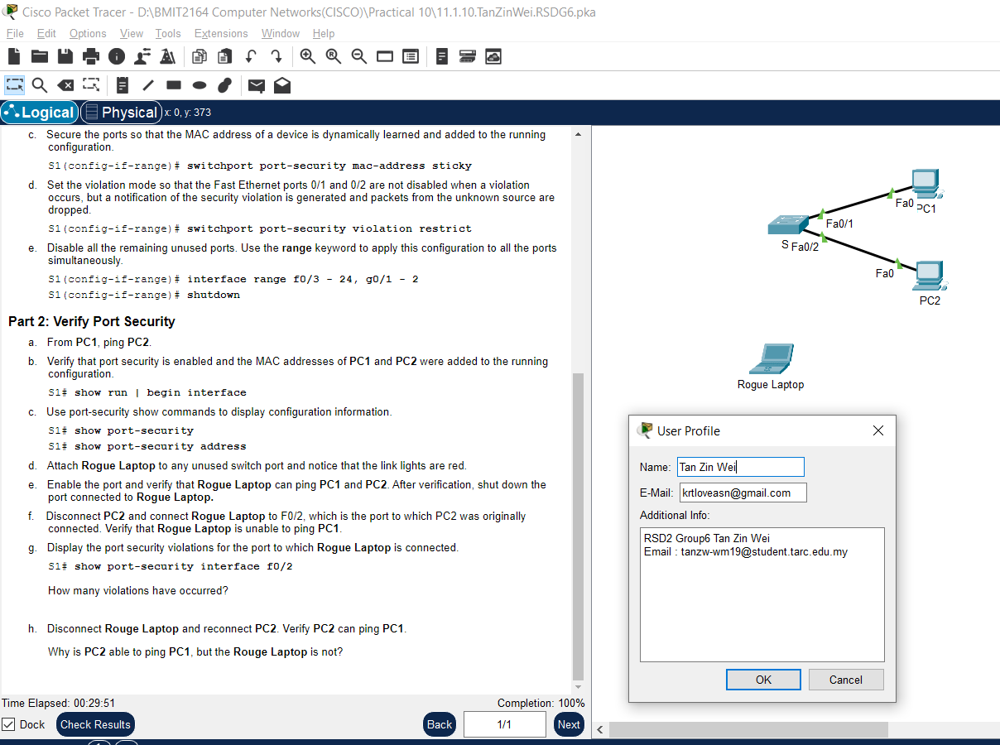 Cisco Packet Tracer - D:\BMIT2164 Computer Networks(CISCO)\Practical 10\11.1.10.TanZinWei.RSDG6.pka
File Edit Options View Tools Extensions Window Help
Logical Physical x: 0, y: 373
c. Secure the ports so that the MAC address of a device is dynamically learned and added to the running
configuration.
S1(config-if-range)# switchport port-security mac-address sticky
d. Set the violation mode so that the Fast Ethernet ports 0/1 and 0/2 are not disabled when a violation
occurs, but a notification of the security violation is generated and packets from the unknown source are
dropped.
S1(config-if-range)# switchport port-security violation restrict
e. Disable all the remaining unused ports. Use the range keyword to apply this configuration to all the ports
simultaneously.
S1(config-if-range)# interface range f0/3 - 24, g0/1 - 2
S1(config-if-range)# shutdown
Part 2: Verify Port Security
a. From PC1, ping PC2.
b. Verify that port security is enabled and the MAC addresses of PC1 and PC2 were added to the running
configuration.
S1# show run | begin interface
c. Use port-security show commands to display configuration information.
S1# show port-security
S1# show port-security address
d. Attach Rogue Laptop to any unused switch port and notice that the link lights are red.
e. Enable the port and verify that Rogue Laptop can ping PC1 and PC2. After verification, shut down the
port connected to Rogue Laptop.
f. Disconnect PC2 and connect Rogue Laptop to F0/2, which is the port to which PC2 was originally
connected. Verify that Rogue Laptop is unable to ping PC1.
g. Display the port security violations for the port to which Rogue Laptop is connected.
S1# show port-security interface f0/2
How many violations have occurred?
h. Disconnect Rouge Laptop and reconnect PC2. Verify PC2 can ping PC1.
Why is PC2 able to ping PC1, but the Rouge Laptop is not?
Time Elapsed: 00:29:51 Completion: 100%
Dock Check Results Back 1/1 Next
Fa0 PC1
Fa0/1
S Fa0/2
Fa0
PC2
Rogue Laptop
User Profile
Name: Tan Zin Wei
E-Mail: krtloveasn@gmail.com
Additional Info:
RSD2 Group6 Tan Zin Wei
Email : tanzw-wm19@student.tarc.edu.my
OK Cancel